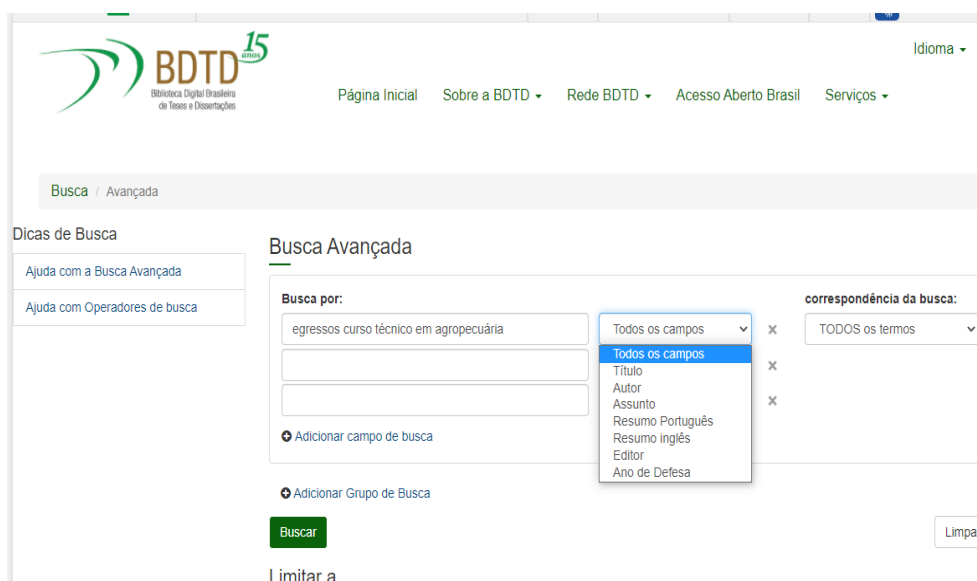 15
anos
BDTD
Biblioteca Digital Brasileira
de Teses e Dissertações
Idioma
Página Inicial Sobre a BDTD Rede BDTD Acesso Aberto Brasil Serviços
Busca / Avançada
Dicas de Busca
Ajuda com a Busca Avançada
Ajuda com Operadores de busca
Busca Avançada
Busca por: correspondência da busca:
egressos curso técnico em agropecuária Todos os campos × TODOS os termos
Todos os campos
Título
Autor
Assunto
Resumo Português
Resumo inglês
Editor
Ano de Defesa
×
×
Adicionar campo de busca
Adicionar Grupo de Busca
Buscar Limpa
Limitar a